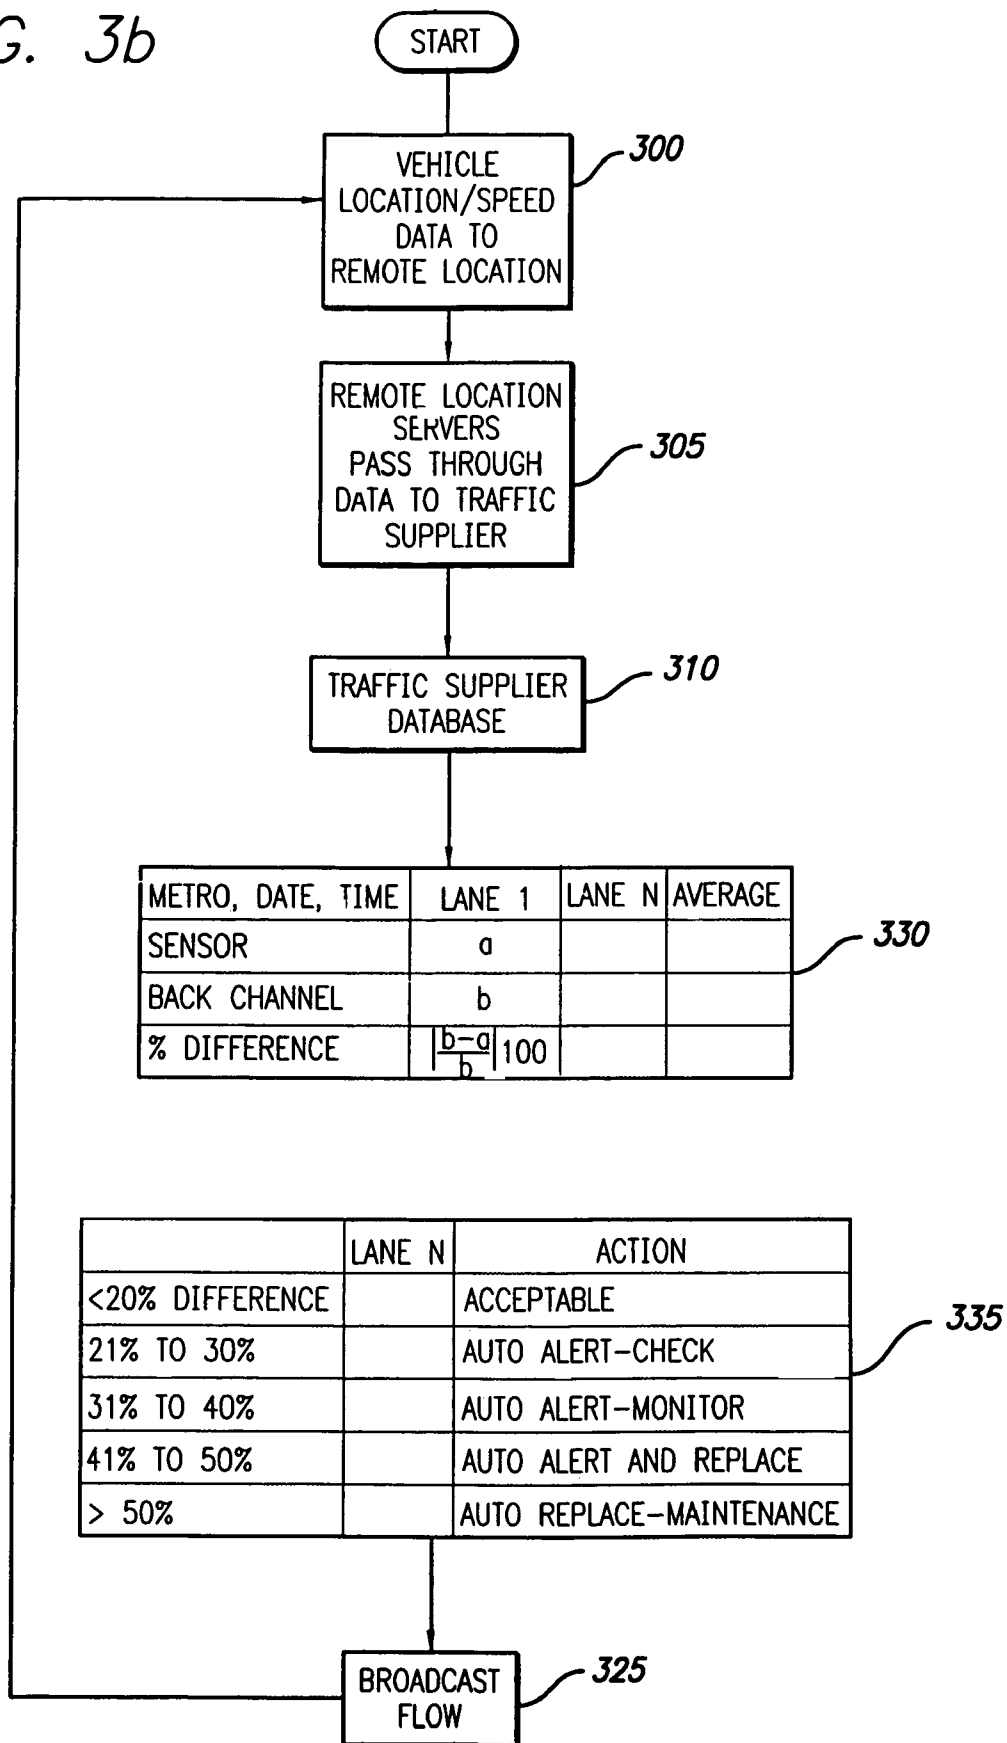 G. 3b
START
VEHICLE
LOCATION/SPEED
DATA TO
REMOTE LOCATION
300
REMOTE LOCATION
SERVERS
PASS THROUGH
DATA TO TRAFFIC
SUPPLIER
305
TRAFFIC SUPPLIER
DATABASE
310
METRO, DATE, TIME LANE 1 LANE N AVERAGE
SENSOR a
BACK CHANNEL b
% DIFFERENCE |b-a/b|100
330
LANE N ACTION
<20% DIFFERENCE ACCEPTABLE
21% TO 30% AUTO ALERT-CHECK
31% TO 40% AUTO ALERT-MONITOR
41% TO 50% AUTO ALERT AND REPLACE
> 50% AUTO REPLACE-MAINTENANCE
335
BROADCAST
FLOW
325